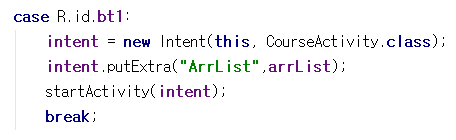 case R.id.bt1:
intent = new Intent(this, CourseActivity.class);
intent.putExtra("ArrList",arrList);
startActivity(intent);
break;